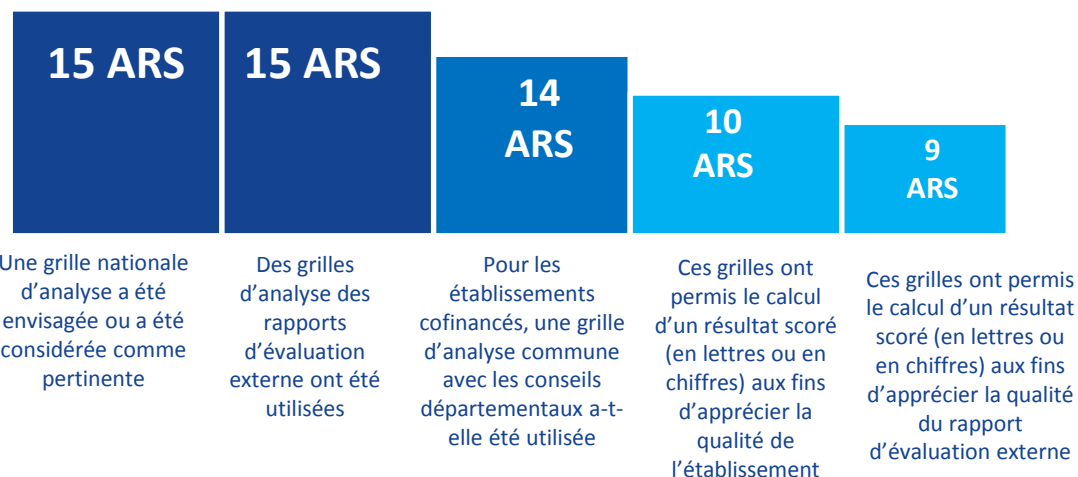 15 ARS
15 ARS
14
ARS
10
ARS
9
ARS
Une grille nationale
d’analyse a été
envisagée ou a été
considérée comme
pertinente
Des grilles
d’analyse des
rapports
d’évaluation
externe ont été
utilisées
Pour les
établissements
cofinancés, une grille
d’analyse commune
avec les conseils
départementaux a-t-
elle été utilisée
Ces grilles ont
permis le calcul
d’un résultat scoré
(en lettres ou en
chiffres) aux fins
d’apprécier la
qualité de
l’établissement
Ces grilles ont permis
le calcul d’un résultat
scoré (en lettres ou
en chiffres) aux fins
d’apprécier la qualité
du rapport
d’évaluation externe